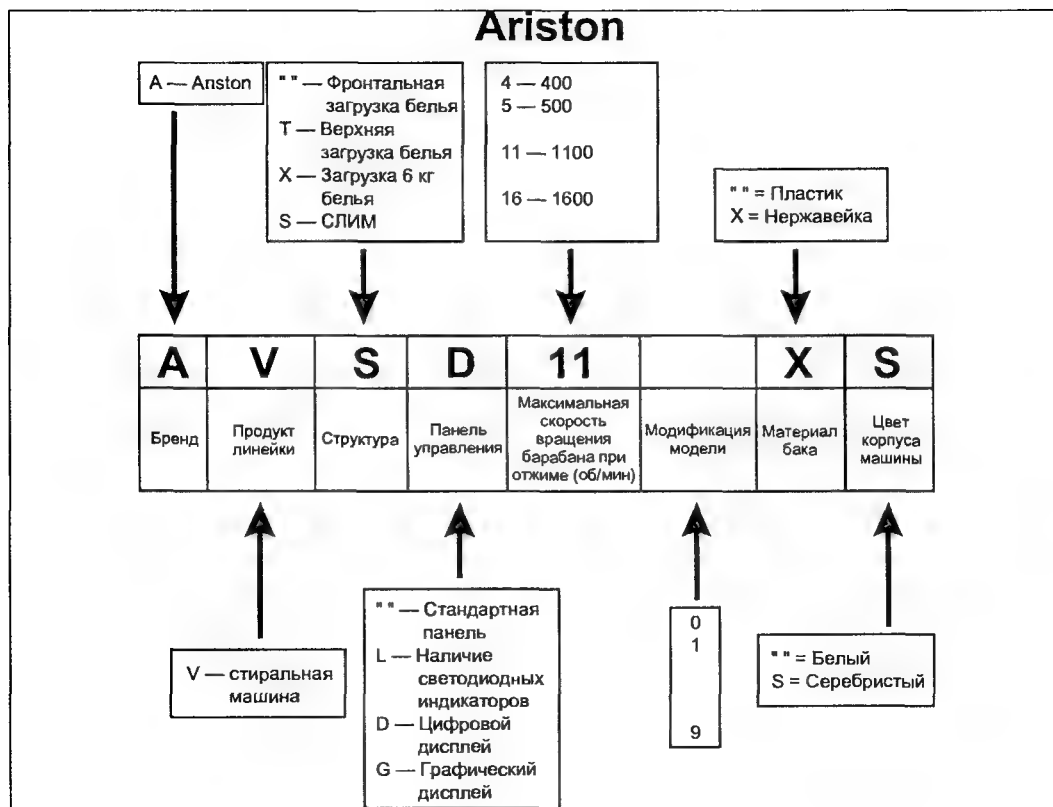 Ariston
A — Anston
" " — Фронтальная
загрузка белья
T — Верхняя
загрузка белья
X — Загрузка 6 кг
белья
S — СЛИМ
4 — 400
5 — 500
11 — 1100
16 — 1600
" " = Пластик
X = Нержавейка
A V S D 11 X S
Бренд
Продукт
линейки
Структура
Панель
управления
Максимальная
скорость
вращения
барабана при
отжиме (об/мин)
Модификация
модели
Материал
бака
Цвет
корпуса
машины
V — стиральная
машина
" " — Стандартная
панель
L — Наличие
светодиодных
индикаторов
D — Цифровой
дисплей
G — Графический
дисплей
0
1
9
" " = Белый
S = Серебристый